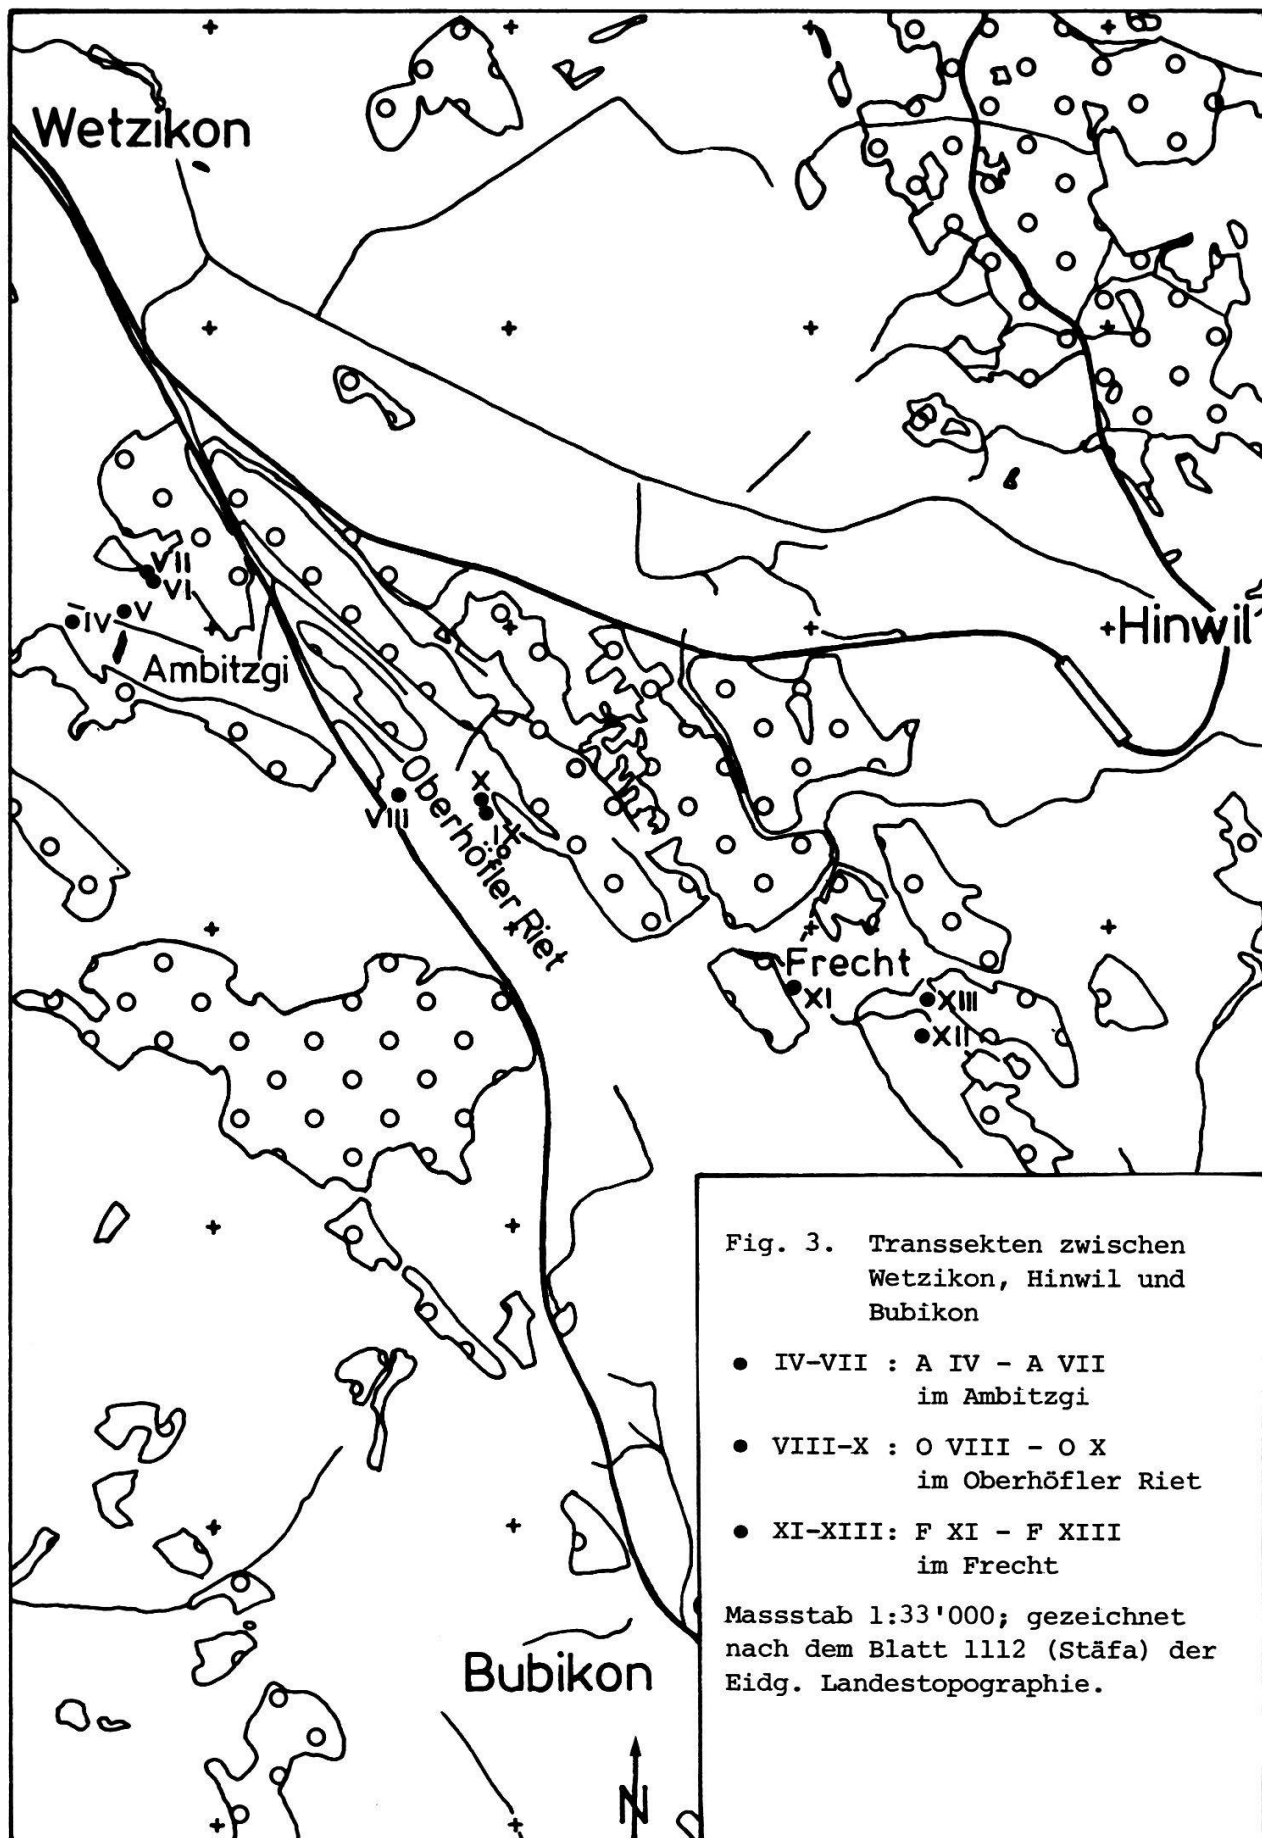 Wetzikon
VII
VI
IV
V
Ambitzgi
Hinwil
X
IX
VIII
Oberhöfler Riet
Frecht
XI
XIII
XII
Fig. 3. Transsekten zwischen
Wetzikon, Hinwil und
Bubikon
● IV-VII : A IV - A VII
im Ambitzgi
● VIII-X : O VIII - O X
im Oberhöfler Riet
● XI-XIII: F XI - F XIII
im Frecht
Massstab 1:33'000; gezeichnet
nach dem Blatt 1112 (Stäfa) der
Eidg. Landestopographie.
Bubikon
N